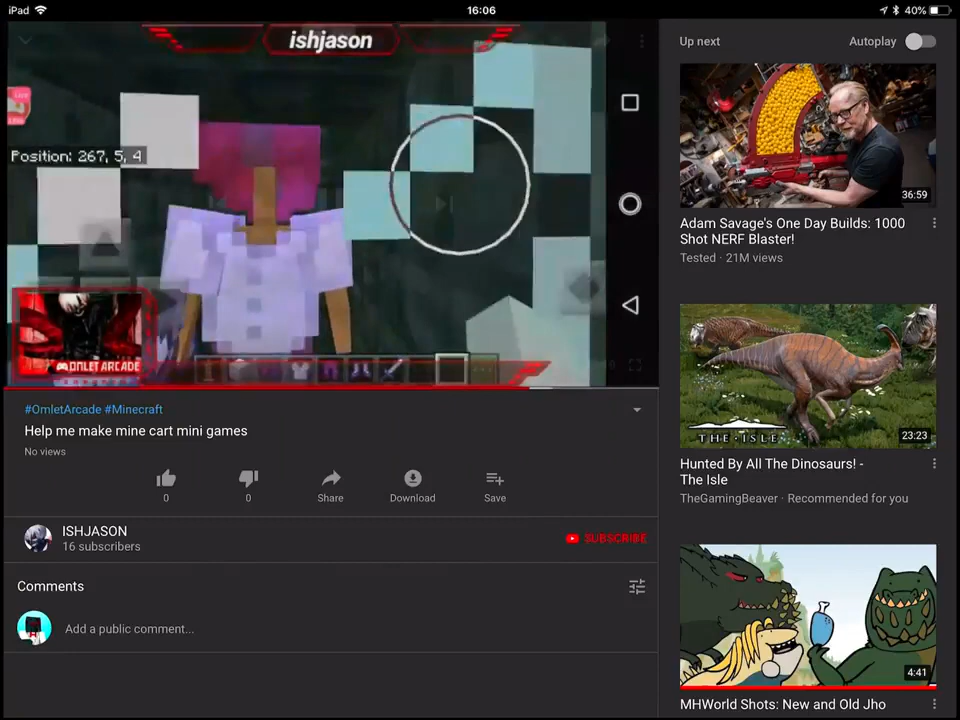 iPad
16:06
40%
ishjason
Position: 267, 5, 4
OMLET ARCADE
#OmletArcade #Minecraft
Help me make mine cart mini games
No views
0
0
Share
Download
Save
ISHJASON
16 subscribers
SUBSCRIBE
Comments
Add a public comment...
Up next
Autoplay
36:59
Adam Savage's One Day Builds: 1000
Shot NERF Blaster!
Tested · 21M views
THE·ISLE
23:23
Hunted By All The Dinosaurs! -
The Isle
TheGamingBeaver · Recommended for you
4:41
MHWorld Shots: New and Old Jho